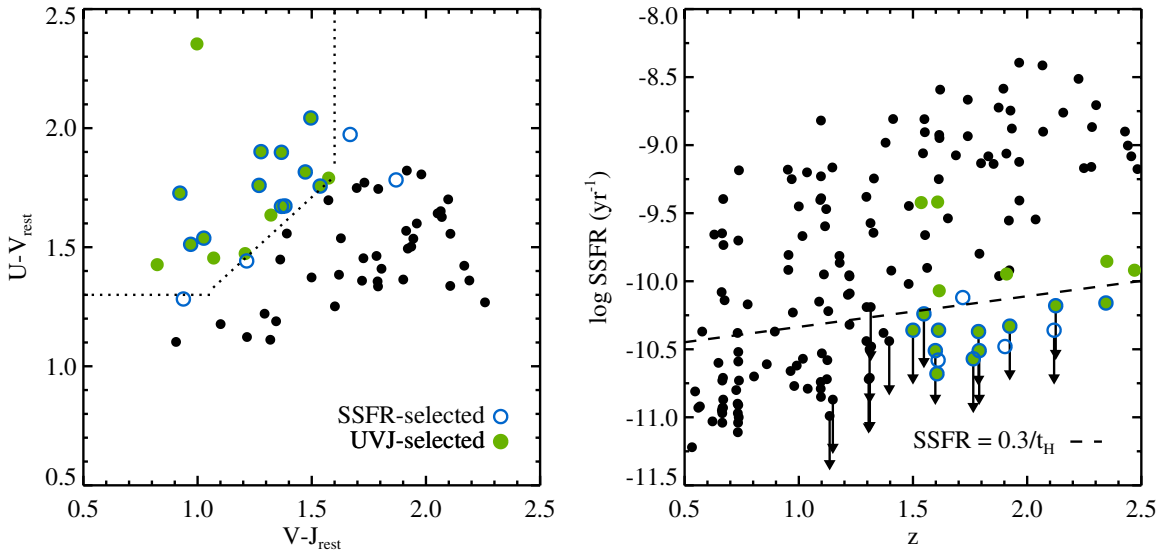 2.5
2.0
1.5
1.0
0.5
U-V_rest
0.5 1.0 1.5 2.0 2.5
V-J_rest
SSFR-selected
UVJ-selected
-8.0
-8.5
-9.0
-9.5
-10.0
-10.5
-11.0
-11.5
log SSFR (yr⁻¹)
0.5 1.0 1.5 2.0 2.5
z
SSFR = 0.3/t_H